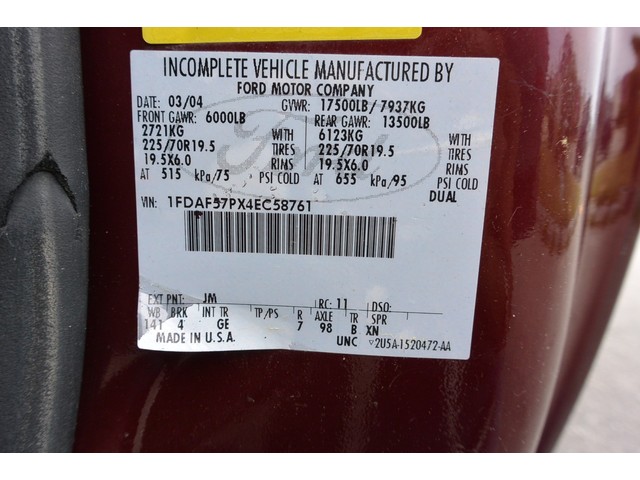 INCOMPLETE VEHICLE MANUFACTURED BY
FORD MOTOR COMPANY
DATE: 03/04 GVWR: 17500LB/ 7937KG
FRONT GAWR: 6000LB REAR GAWR: 13500LB
2721KG WITH 6123KG WITH
225/70R19.5 TIRES 225/70R19.5 TIRES
19.5X6.0 RIMS 19.5X6.0 RIMS
AT 515 kPa/75 PSI COLD AT 655 kPa/95 PSI COLD
DUAL
VIN: 1FDAF57PX4EC58761
Ford
EXT PNT: JM RC: 11 DSO:
WB BRK INT TR TP/PS R AXLE TR SPR
141 4 GE 7 98 B XN
MADE IN U.S.A. UNC 2U5A-1520472-AA